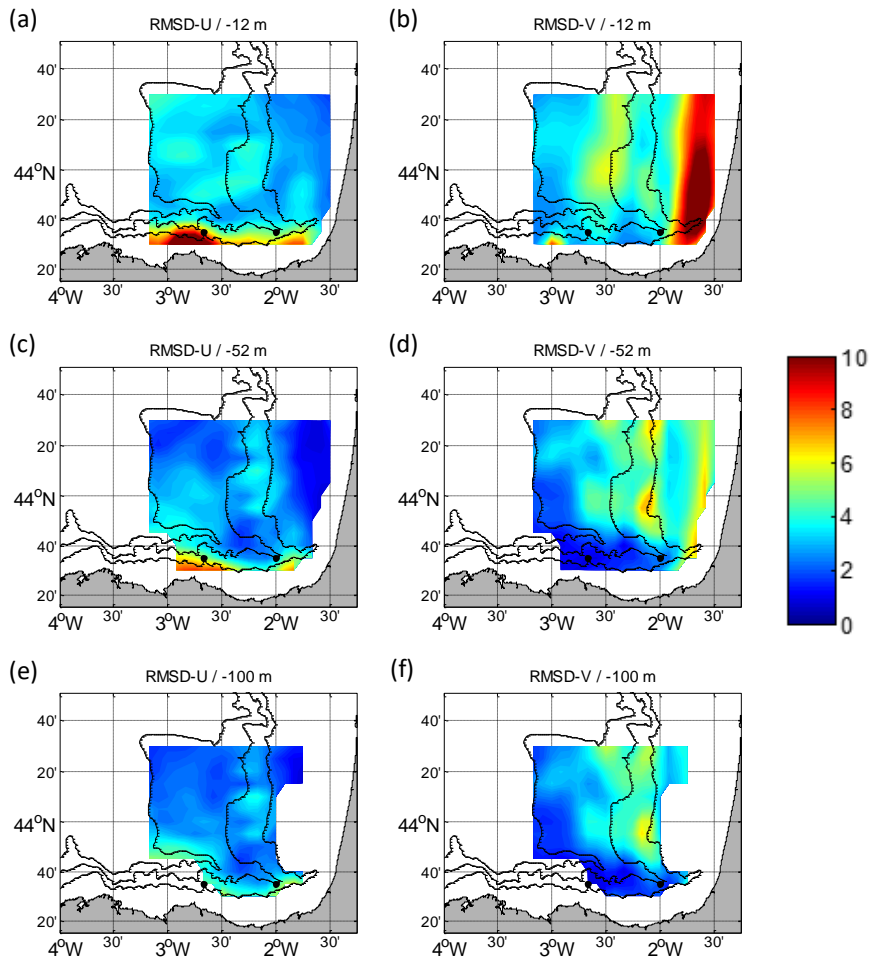 (a)
RMSD-U / -12 m
40'
20'
44°N
40'
20'
4°W 30' 3°W 30' 2°W 30'
(b)
RMSD-V / -12 m
40'
20'
44°N
40'
20'
4°W 30' 3°W 30' 2°W 30'
(c)
RMSD-U / -52 m
40'
20'
44°N
40'
20'
4°W 30' 3°W 30' 2°W 30'
(d)
RMSD-V / -52 m
40'
20'
44°N
40'
20'
4°W 30' 3°W 30' 2°W 30'
10
8
6
4
2
0
(e)
RMSD-U / -100 m
40'
20'
44°N
40'
20'
4°W 30' 3°W 30' 2°W 30'
(f)
RMSD-V / -100 m
40'
20'
44°N
40'
20'
4°W 30' 3°W 30' 2°W 30'